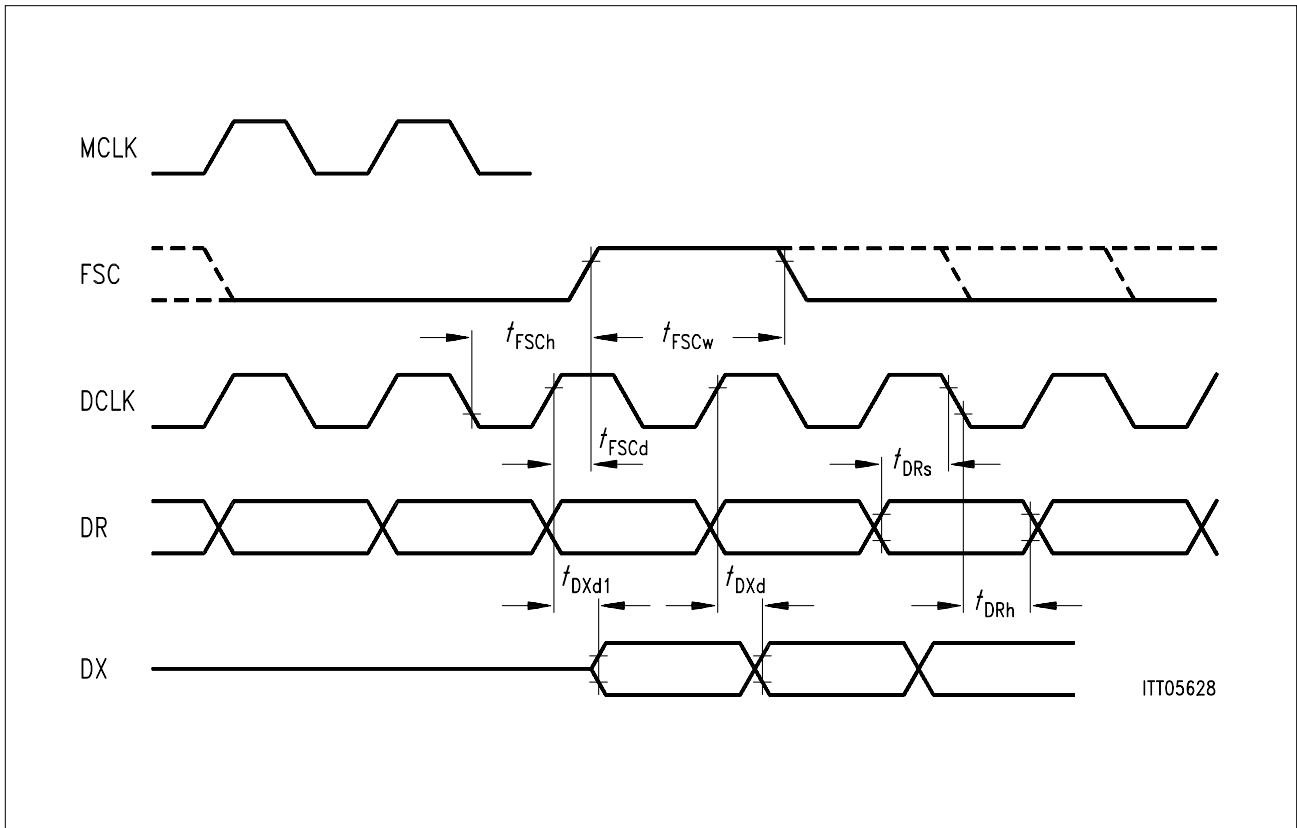 MCLK
FSC
tFSCh
tFSCw
DCLK
tFSCd
tDRs
DR
tDXd1
tDXd
tDRh
DX
ITT05628